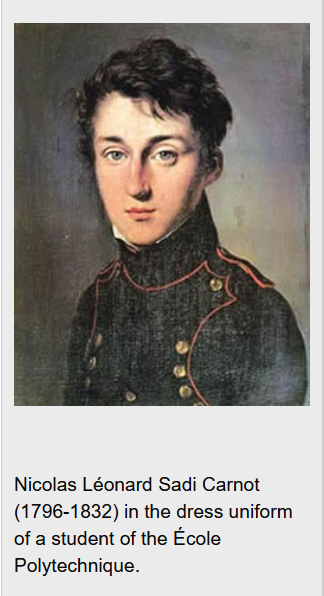 Nicolas Léonard Sadi Carnot
(1796-1832) in the dress uniform
of a student of the École
Polytechnique.